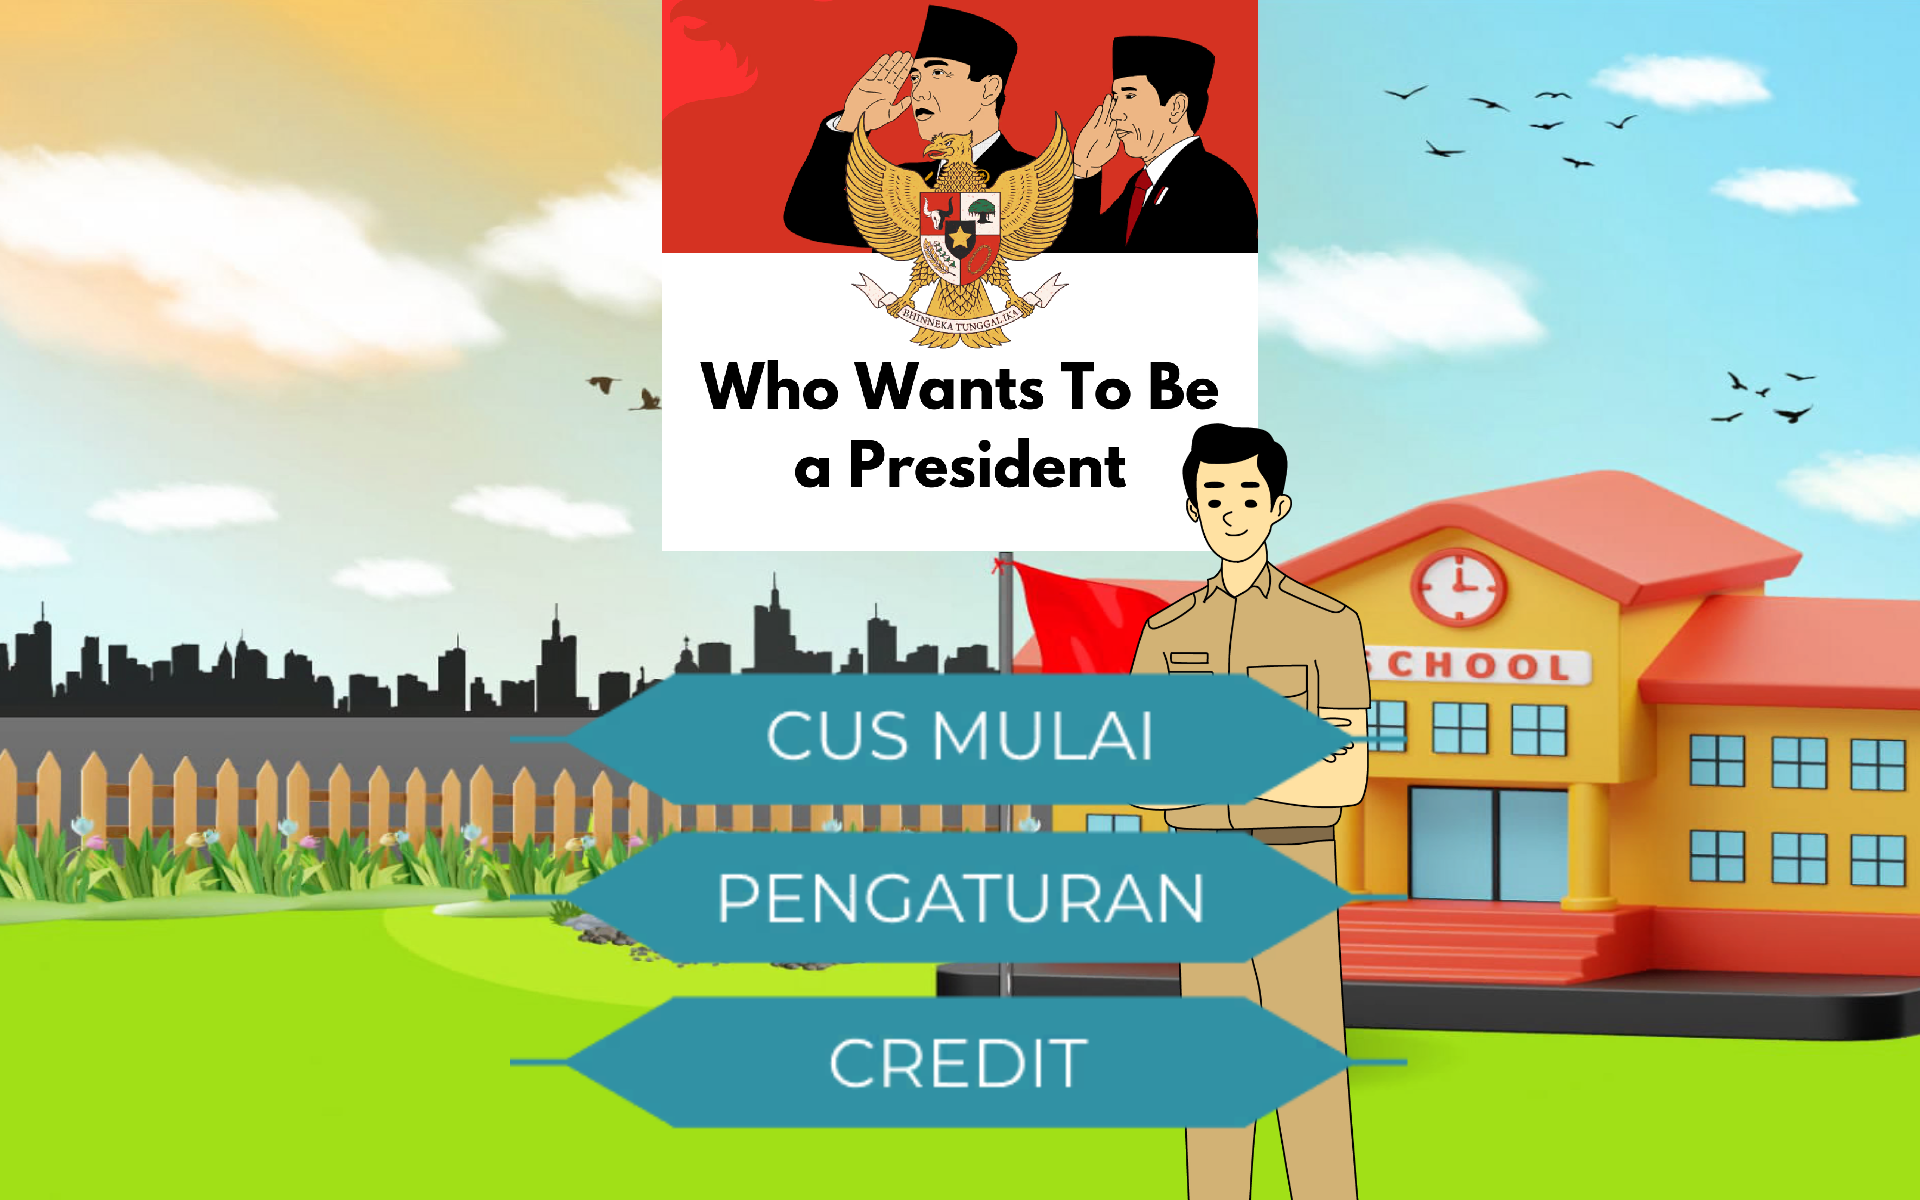 BHINNEKA TUNGGAL IKA
Who Wants To Be
a President
SCHOOL
CUS MULAI
PENGATURAN
CREDIT